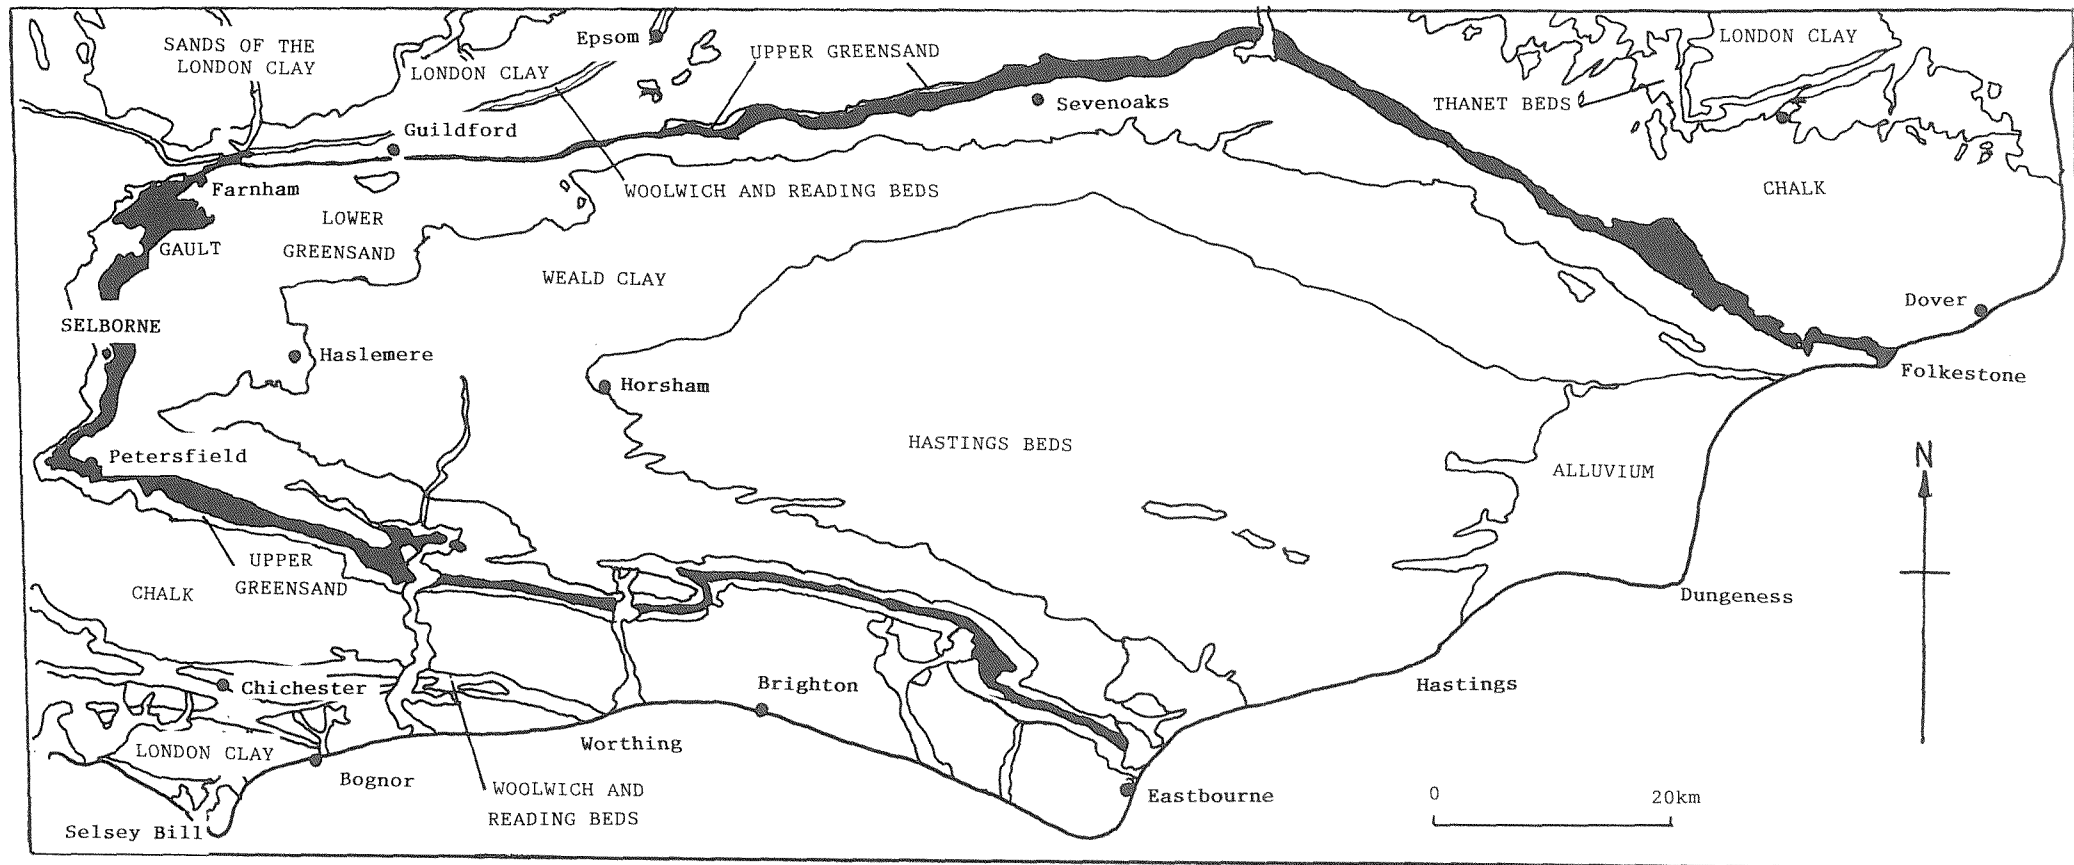 SANDS OF THE
LONDON CLAY
LONDON CLAY
Epsom
UPPER GREENSAND
LONDON CLAY
THANET BEDS
Sevenoaks
Guildford
Farnham
WOOLWICH AND READING BEDS
CHALK
LOWER
GREENSAND
GAULT
WEALD CLAY
Dover
SELBORNE
Haslemere
Horsham
Folkestone
HASTINGS BEDS
ALLUVIUM
N
Petersfield
UPPER
GREENSAND
CHALK
Dungeness
Chichester
Brighton
Hastings
LONDON CLAY
Worthing
Bognor
WOOLWICH AND
READING BEDS
Eastbourne
0 20km
Selsey Bill